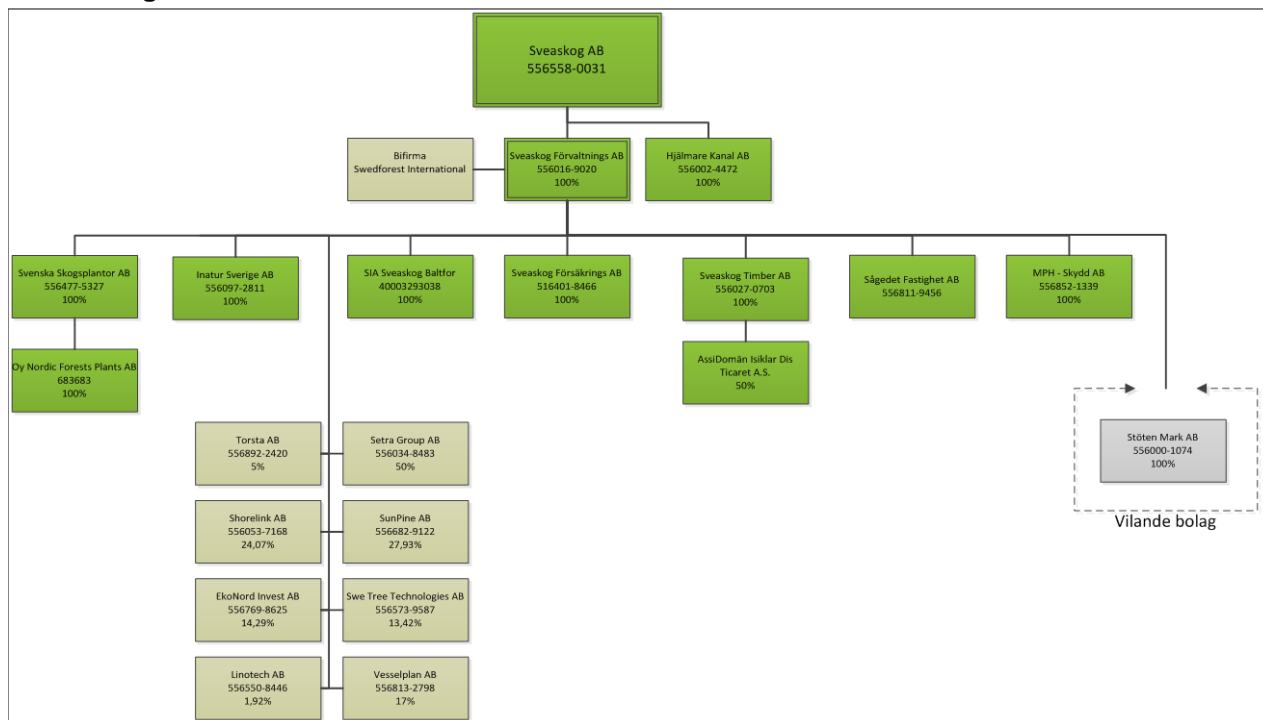 Sveaskog AB
556558-0031
Bifirma
Swedforest International
Sveaskog Förvaltnings AB
556016-9020
100%
Hjälmare Kanal AB
556002-4472
100%
Svenska Skogsplantor AB
556477-5327
100%
Inatur Sverige AB
556097-2811
100%
SIA Sveaskog Baltfor
40003293038
100%
Sveaskog Försäkrings AB
516401-8466
100%
Sveaskog Timber AB
556027-0703
100%
Sågedet Fastighet AB
556811-9456
MPH - Skydd AB
556852-1339
100%
Oy Nordic Forests Plants AB
683683
100%
AssiDomän Isiklar Dis
Ticaret A.S.
50%
Torsta AB
556892-2420
5%
Setra Group AB
556034-8483
50%
Stöten Mark AB
556000-1074
100%
Vilande bolag
Shorelink AB
556053-7168
24,07%
SunPine AB
556682-9122
27,93%
EkoNord Invest AB
556769-8625
14,29%
Swe Tree Technologies AB
556573-9587
13,42%
Linotech AB
556550-8446
1,92%
Vesselplan AB
556813-2798
17%